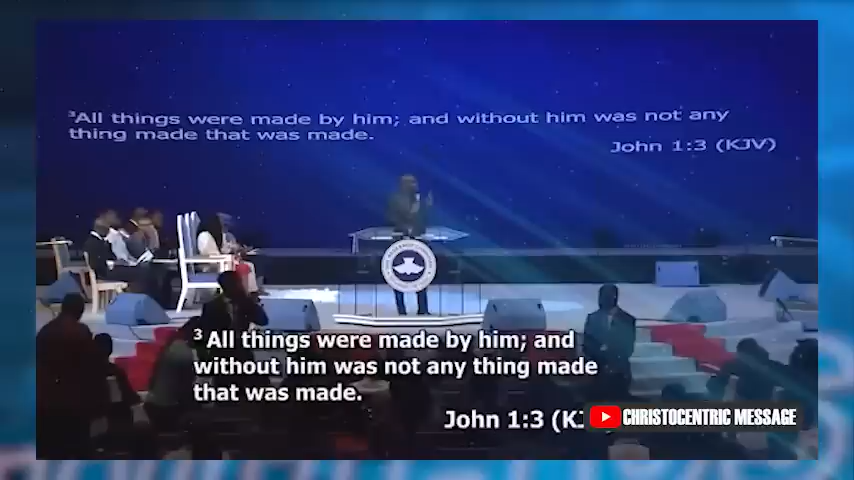 ³All things were made by him; and without him was not any
thing made that was made.
John 1:3 (KJV)
³ All things were made by him; and
without him was not any thing made
that was made.
John 1:3 (K
CHRISTOCENTRIC MESSAGE